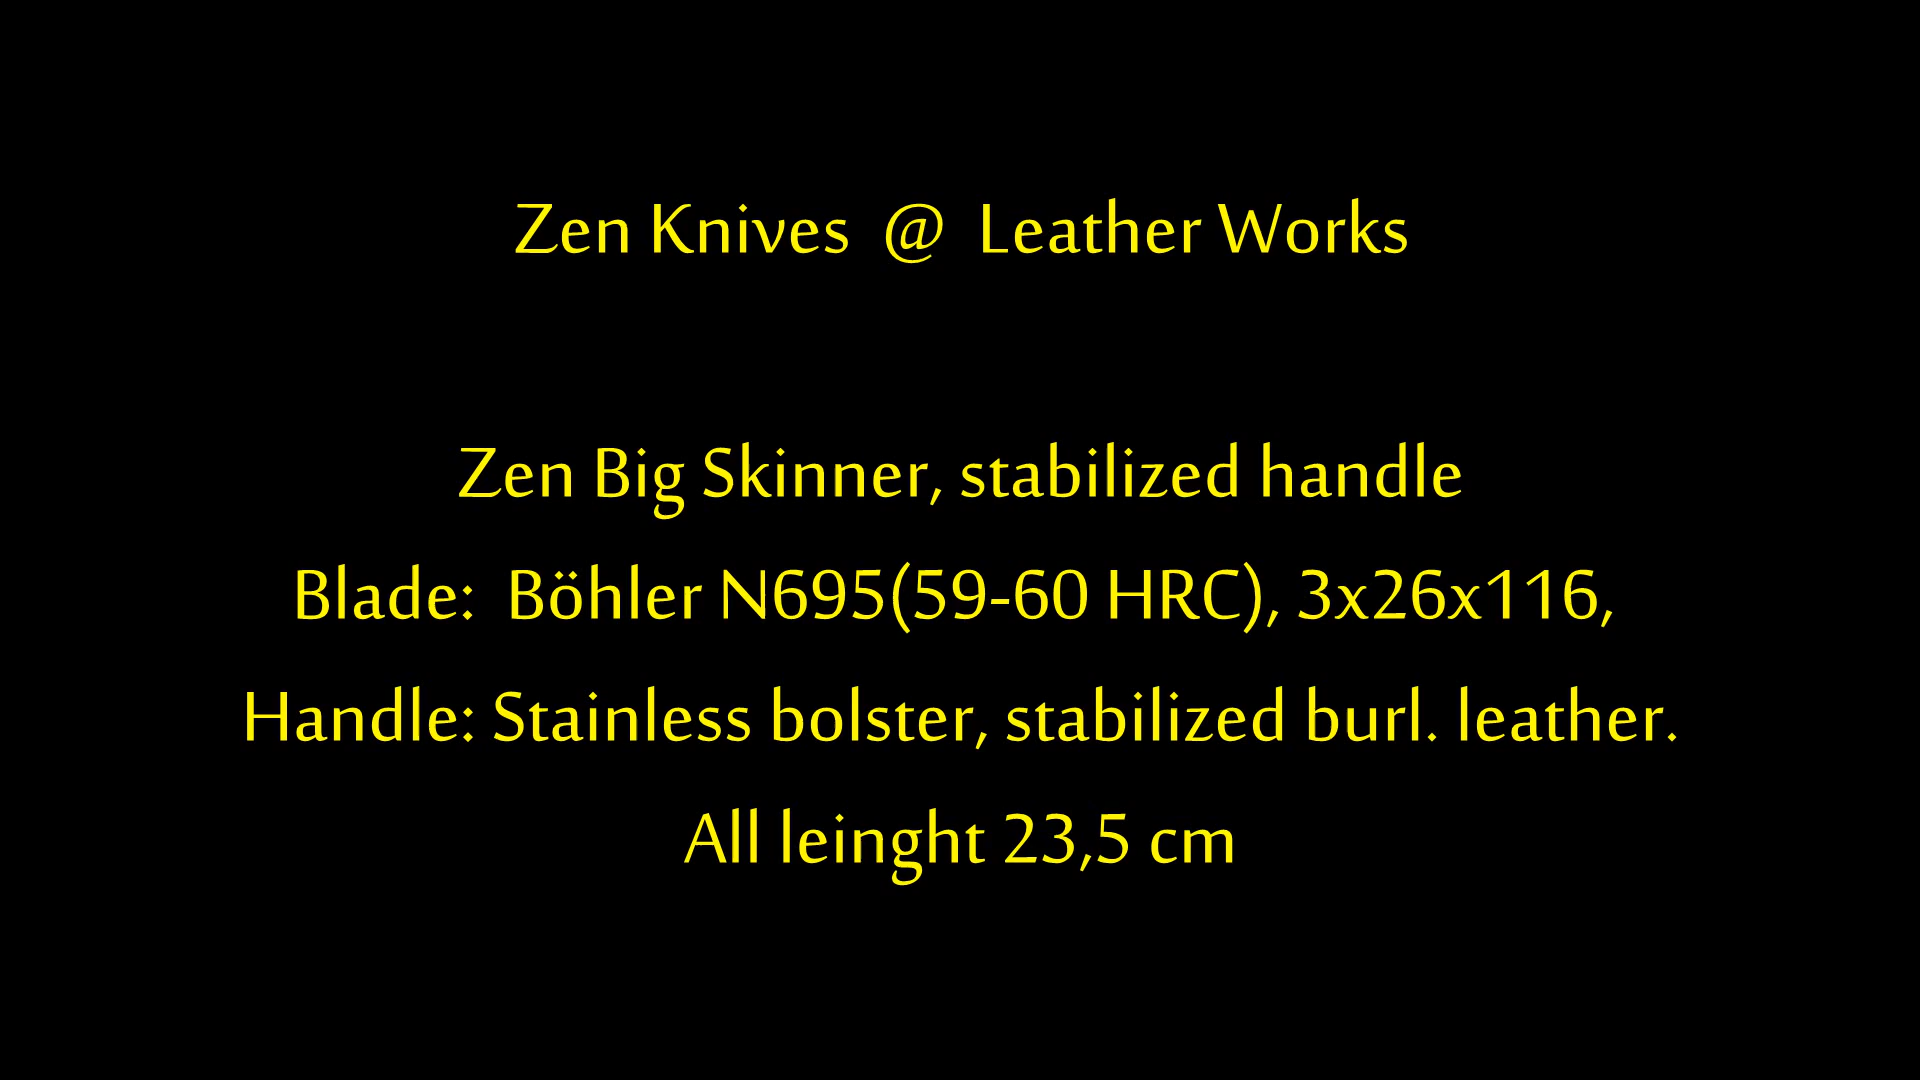 Zen Knives @ Leather Works
Zen Big Skinner, stabilized handle
Blade: Böhler N695(59-60 HRC), 3x26x116,
Handle: Stainless bolster, stabilized burl. leather.
All leinght 23,5 cm